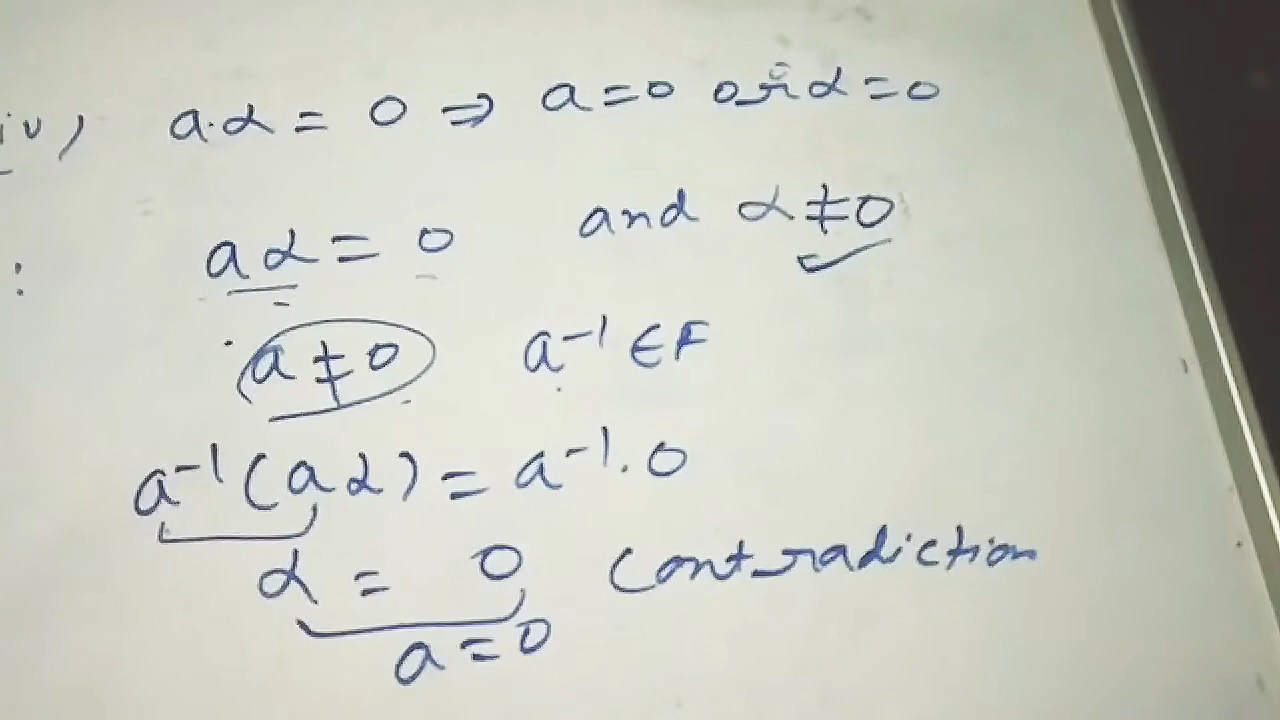 iv) a.α = 0 ⇒ a=0 or α=0
: aα = 0 and α≠0
a≠0 a⁻¹ ∈ F
a⁻¹(aα) = a⁻¹.0
α = 0 Contradiction
a=0